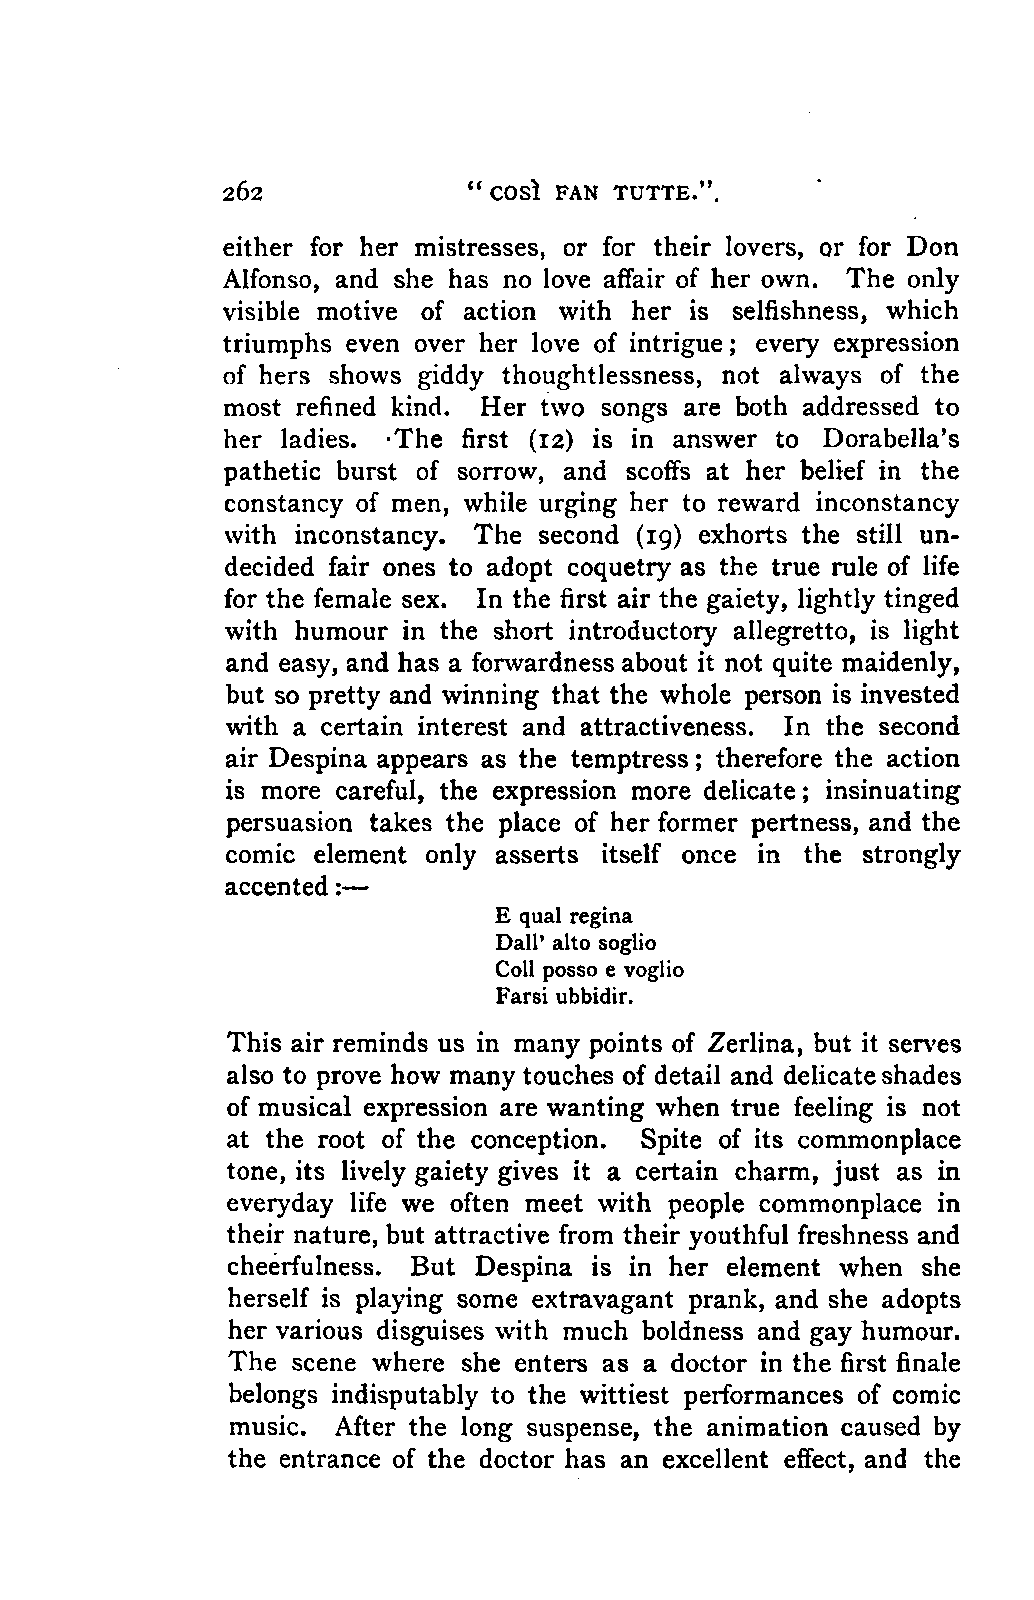 262 " COSÌ FAN TUTTE.".
either for her mistresses, or for their lovers, or for Don
Alfonso, and she has no love affair of her own. The only
visible motive of action with her is selfishness, which
triumphs even over her love of intrigue; every expression
of hers shows giddy thoughtlessness, not always of the
most refined kind. Her two songs are both addressed to
her ladies. The first (12) is in answer to Dorabella's
pathetic burst of sorrow, and scoffs at her belief in the
constancy of men, while urging her to reward inconstancy
with inconstancy. The second (19) exhorts the still un-
decided fair ones to adopt coquetry as the true rule of life
for the female sex. In the first air the gaiety, lightly tinged
with humour in the short introductory allegretto, is light
and easy, and has a forwardness about it not quite maidenly,
but so pretty and winning that the whole person is invested
with a certain interest and attractiveness. In the second
air Despina appears as the temptress; therefore the action
is more careful, the expression more delicate; insinuating
persuasion takes the place of her former pertness, and the
comic element only asserts itself once in the strongly
accented :—
E qual regina
Dall' alto soglio
Coll posso e voglio
Farsi ubbidir.
This air reminds us in many points of Zerlina, but it serves
also to prove how many touches of detail and delicate shades
of musical expression are wanting when true feeling is not
at the root of the conception. Spite of its commonplace
tone, its lively gaiety gives it a certain charm, just as in
everyday life we often meet with people commonplace in
their nature, but attractive from their youthful freshness and
cheerfulness. But Despina is in her element when she
herself is playing some extravagant prank, and she adopts
her various disguises with much boldness and gay humour.
The scene where she enters as a doctor in the first finale
belongs indisputably to the wittiest performances of comic
music. After the long suspense, the animation caused by
the entrance of the doctor has an excellent effect, and the